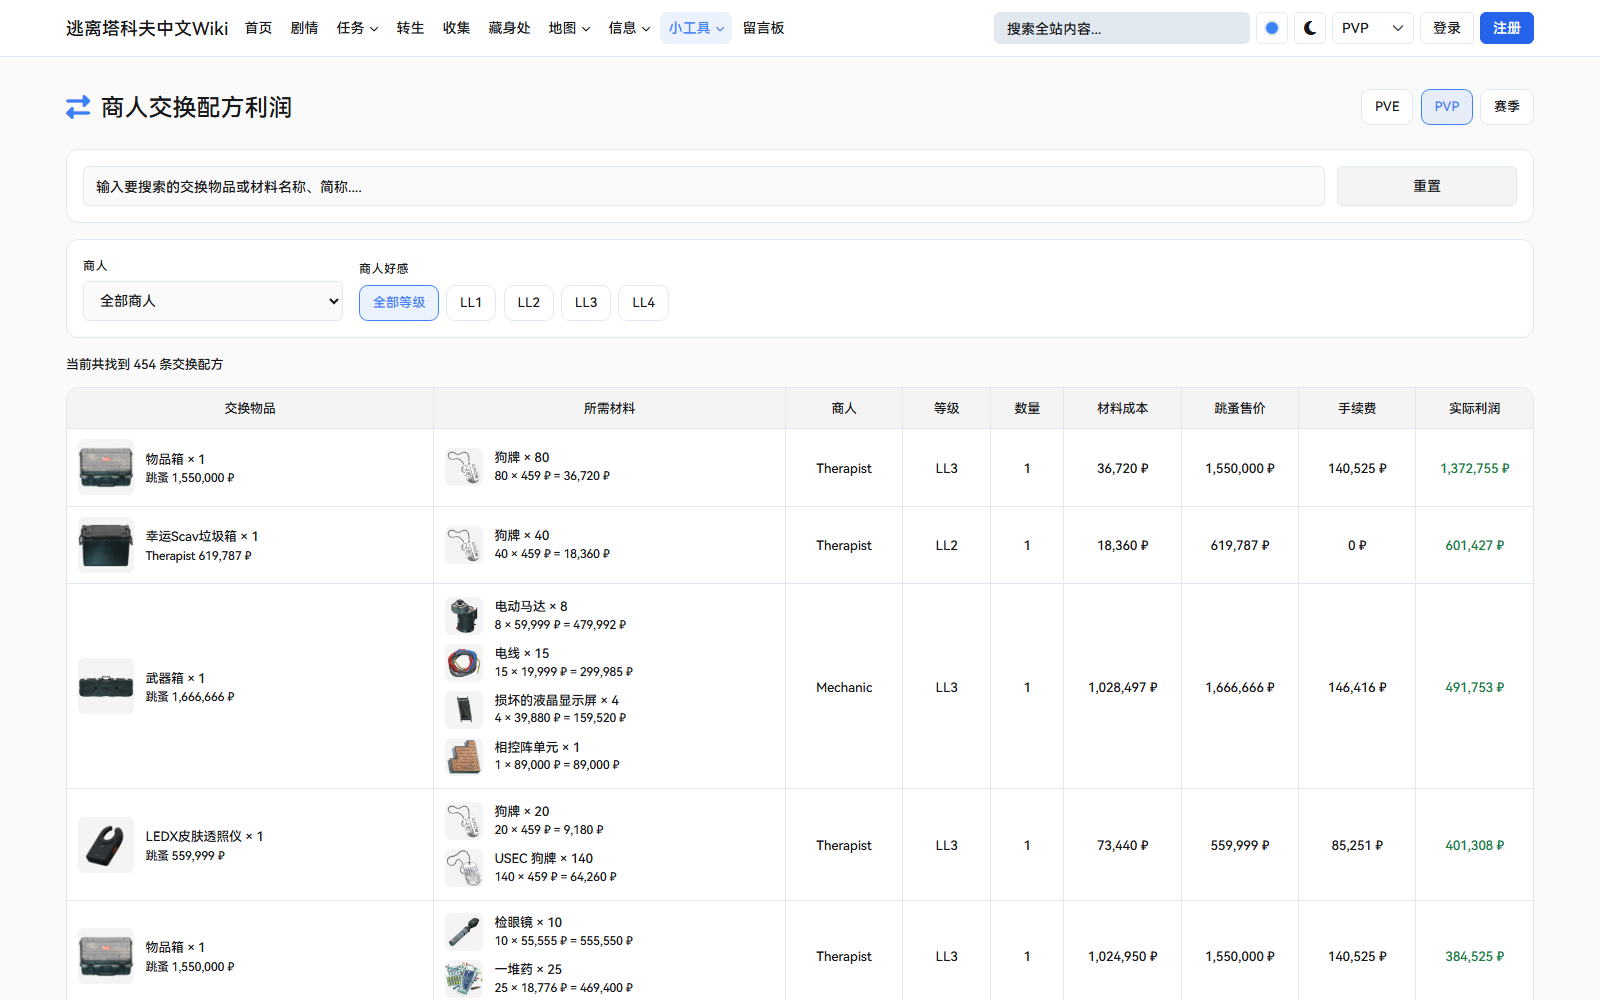 逃离塔科夫中文Wiki 首页 剧情 任务 转生 收集 藏身处 地图 信息 小工具 留言板 搜索全站内容... PVP 登录 注册
商人交换配方利润 PVE PVP 赛季
输入要搜索的交换物品或材料名称、简称.... 重置
商人 商人好感
全部商人 全部等级 LL1 LL2 LL3 LL4
当前共找到 454 条交换配方
交换物品 所需材料 商人 等级 数量 材料成本 跳蚤售价 手续费 实际利润
物品箱 × 1
跳蚤 1,550,000 ₽
狗牌 × 80
80 × 459 ₽ = 36,720 ₽
Therapist LL3 1 36,720 ₽ 1,550,000 ₽ 140,525 ₽ 1,372,755 ₽
幸运Scav垃圾箱 × 1
Therapist 619,787 ₽
狗牌 × 40
40 × 459 ₽ = 18,360 ₽
Therapist LL2 1 18,360 ₽ 619,787 ₽ 0 ₽ 601,427 ₽
武器箱 × 1
跳蚤 1,666,666 ₽
电动马达 × 8
8 × 59,999 ₽ = 479,992 ₽
电线 × 15
15 × 19,999 ₽ = 299,985 ₽
损坏的液晶显示屏 × 4
4 × 39,880 ₽ = 159,520 ₽
相控阵单元 × 1
1 × 89,000 ₽ = 89,000 ₽
Mechanic LL3 1 1,028,497 ₽ 1,666,666 ₽ 146,416 ₽ 491,753 ₽
LEDX皮肤透照仪 × 1
跳蚤 559,999 ₽
狗牌 × 20
20 × 459 ₽ = 9,180 ₽
USEC 狗牌 × 140
140 × 459 ₽ = 64,260 ₽
Therapist LL3 1 73,440 ₽ 559,999 ₽ 85,251 ₽ 401,308 ₽
物品箱 × 1
跳蚤 1,550,000 ₽
检眼镜 × 10
10 × 55,555 ₽ = 555,550 ₽
一堆药 × 25
25 × 18,776 ₽ = 469,400 ₽
Therapist LL3 1 1,024,950 ₽ 1,550,000 ₽ 140,525 ₽ 384,525 ₽